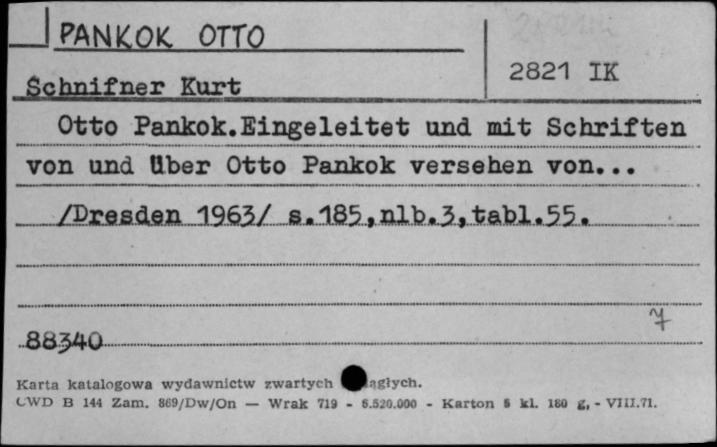 PANKOK OTTO
2821 IK
Schnifner Kurt
Otto Pankok.Eingeleitet und mit Schriften
von und über Otto Pankok versehen von...
/Dresden 1963/ s.185,nlb.3,tabl.55.
7
88340
Karta katalogowa wydawnictw zwartych
CWD B 144 Zam. 869/Dw/On — Wrak 719 - 6.520.000 - Karton 8 kl. 180 g, - VIII.71.